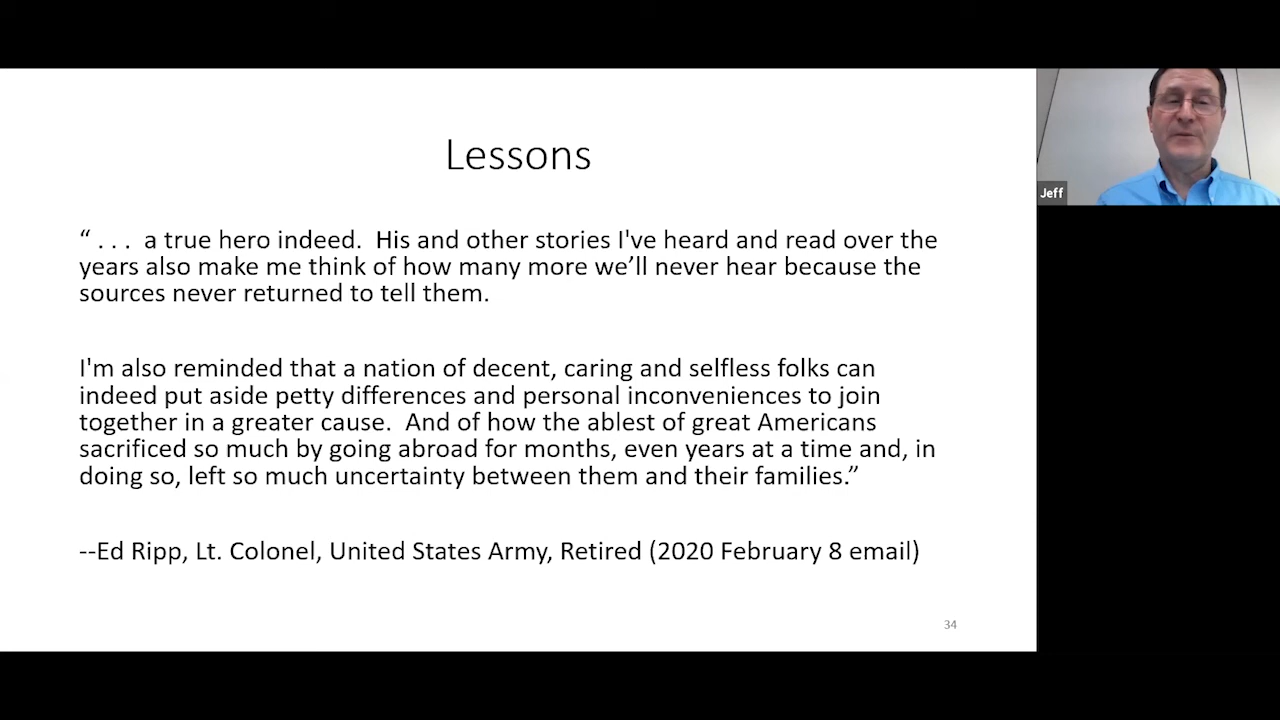 Lessons
Jeff
“ . . .  a true hero indeed.  His and other stories I've heard and read over the
years also make me think of how many more we’ll never hear because the
sources never returned to tell them.
I'm also reminded that a nation of decent, caring and selfless folks can
indeed put aside petty differences and personal inconveniences to join
together in a greater cause.  And of how the ablest of great Americans
sacrificed so much by going abroad for months, even years at a time and, in
doing so, left so much uncertainty between them and their families.”
--Ed Ripp, Lt. Colonel, United States Army, Retired (2020 February 8 email)
34